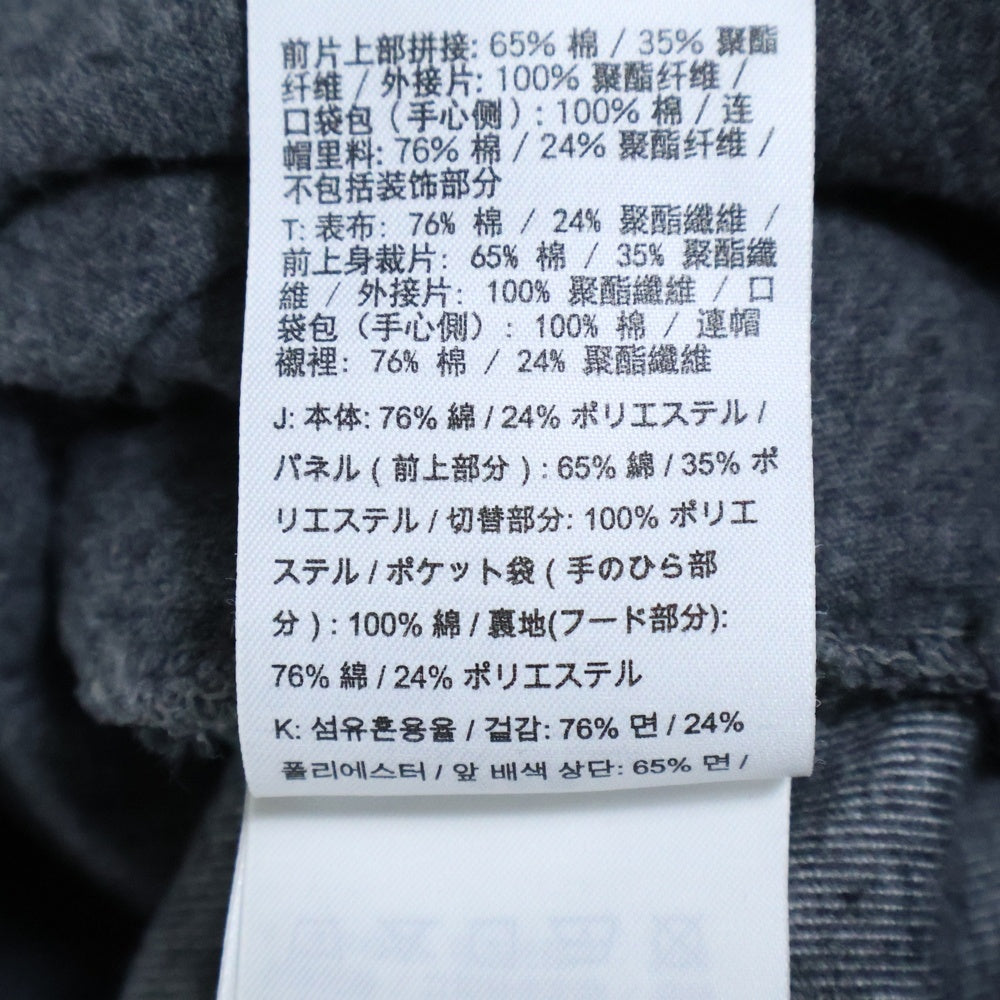 前片上部拼接: 65% 棉 / 35% 聚酯
纤维 / 外接片: 100% 聚酯纤维 /
口袋包（手心侧）: 100% 棉 / 连
帽里料: 76% 棉 / 24% 聚酯纤维 /
不包括装饰部分
T: 表布: 76% 棉 / 24% 聚酯纖維 /
前上身裁片: 65% 棉 / 35% 聚酯纖
維 / 外接片: 100% 聚酯纖維 / 口
袋包（手心側）: 100% 棉 / 連帽
襯裡: 76% 棉 / 24% 聚酯纖維
J: 本体: 76% 綿 / 24% ポリエステル /
パネル ( 前上部分 ) : 65% 綿 / 35% ポ
リエステル / 切替部分: 100% ポリエ
ステル / ポケット袋 ( 手のひら部
分 ) : 100% 綿 / 裏地(フード部分):
76% 綿 / 24% ポリエステル
K: 섬유혼용율 / 겉감: 76% 면 / 24%
폴리에스터 / 앞 배색 상단: 65% 면 /